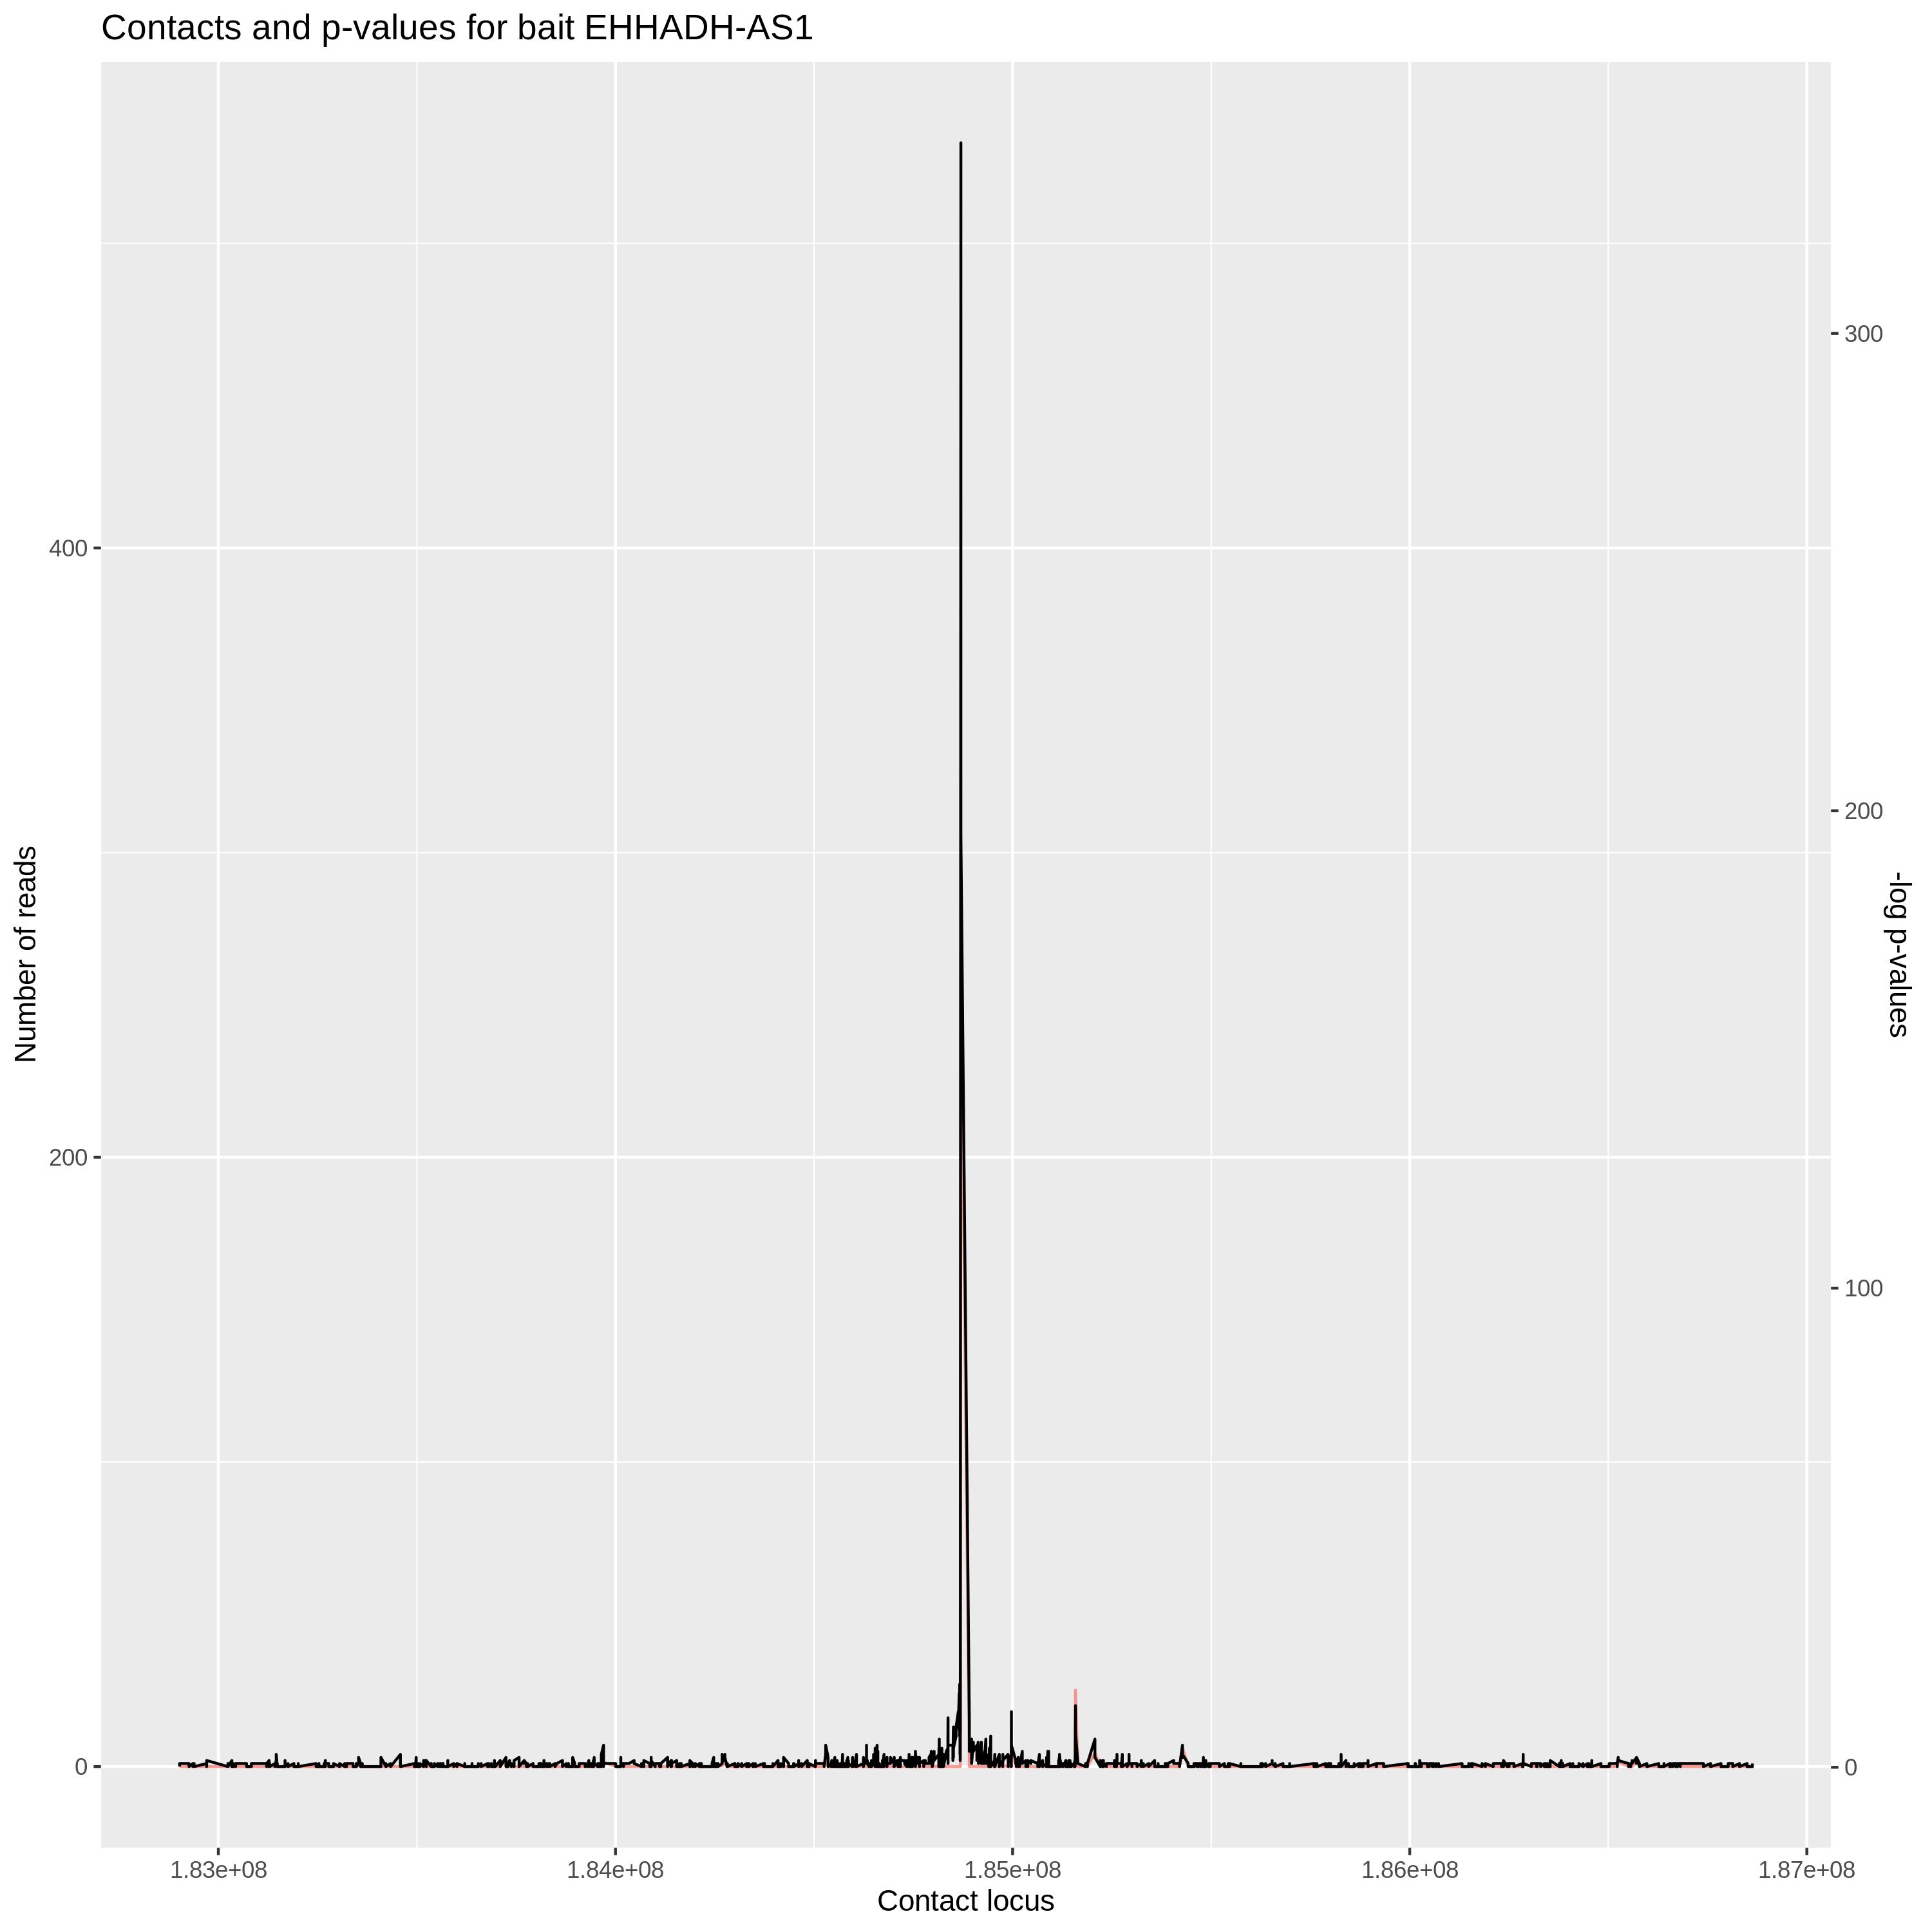 Contacts and p-values for bait EHHADH-AS1
Number of reads
400
200
0
300
200
100
0
-log p-values
1.83e+08
1.84e+08
1.85e+08
1.86e+08
1.87e+08
Contact locus